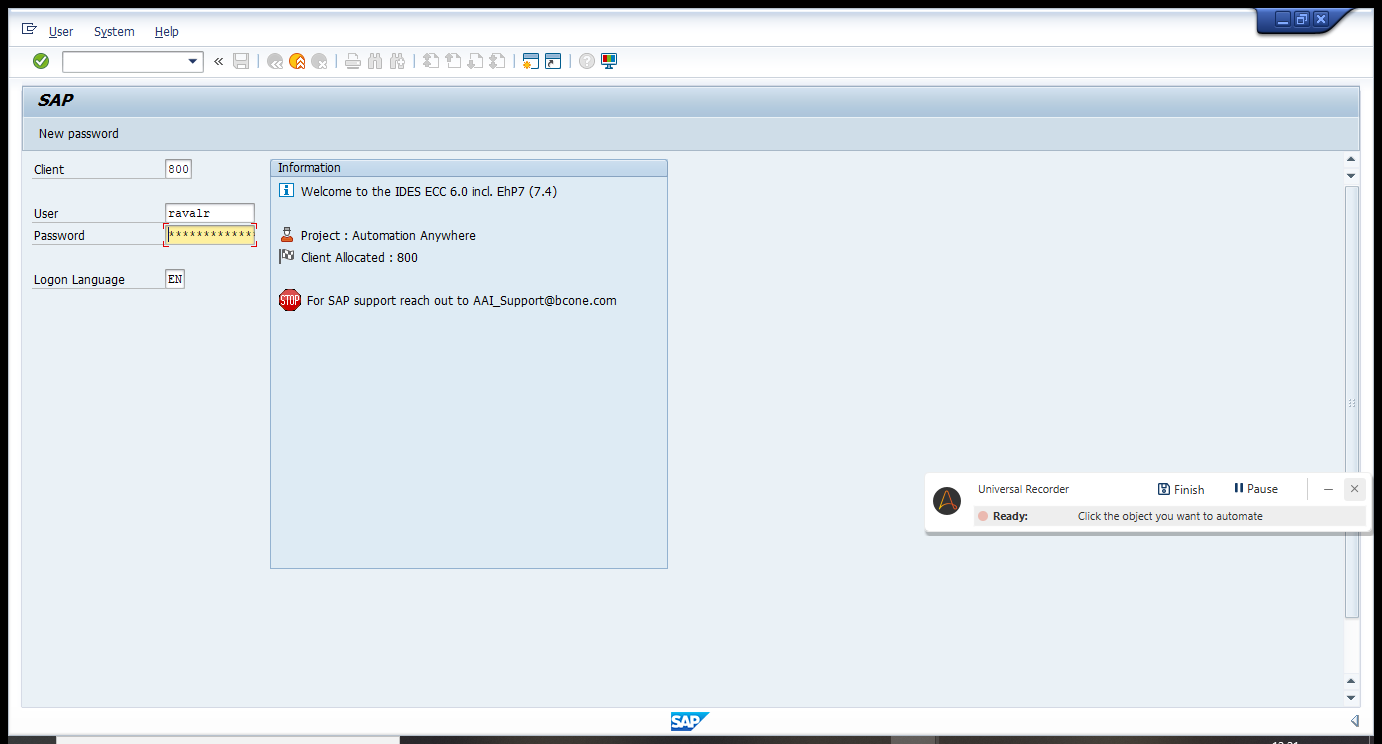 User System Help
SAP
New password
Client 800
User ravalr
Password ************
Logon Language EN
Information
Welcome to the IDES ECC 6.0 incl. EhP7 (7.4)
Project : Automation Anywhere
Client Allocated : 800
STOP For SAP support reach out to AAI_Support@bcone.com
Universal Recorder Finish Pause
Ready: Click the object you want to automate
SAP